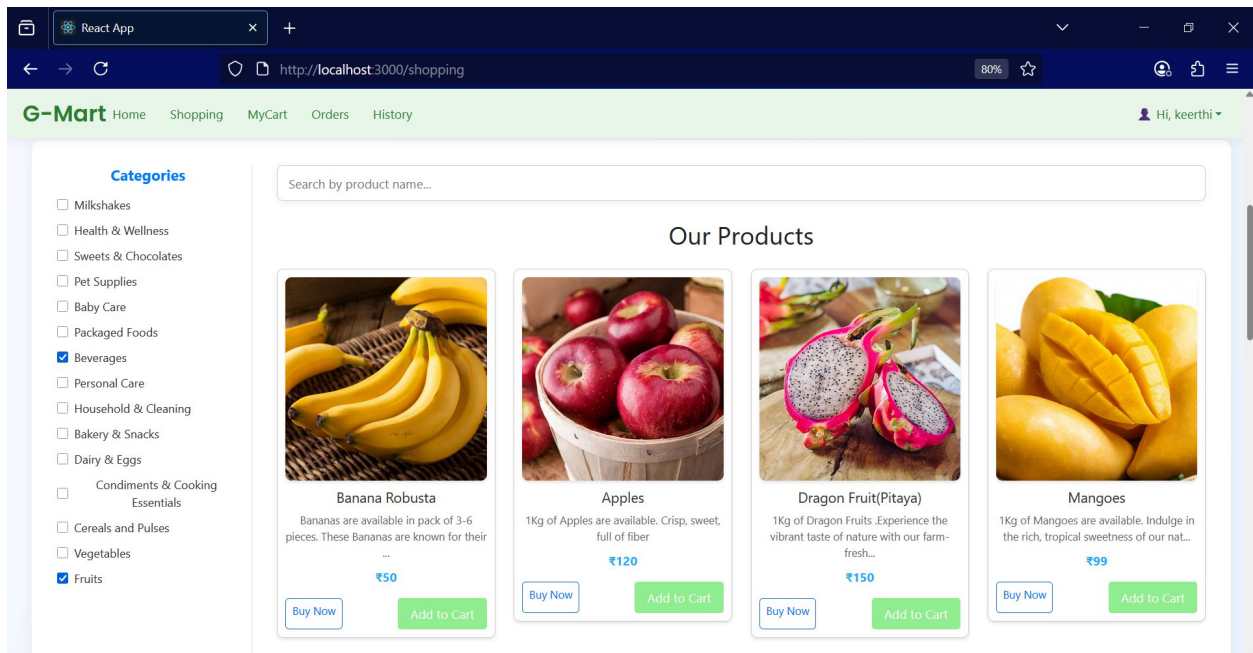 React App
http://localhost:3000/shopping
80%
G-Mart Home Shopping MyCart Orders History
Hi, keerthi
Categories
Milkshakes
Health & Wellness
Sweets & Chocolates
Pet Supplies
Baby Care
Packaged Foods
Beverages
Personal Care
Household & Cleaning
Bakery & Snacks
Dairy & Eggs
Condiments & Cooking
Essentials
Cereals and Pulses
Vegetables
Fruits
Search by product name...
Our Products
Banana Robusta
Bananas are available in pack of 3-6
pieces. These Bananas are known for their
...
₹50
Buy Now
Add to Cart
Apples
1Kg of Apples are available. Crisp, sweet,
full of fiber
₹120
Buy Now
Add to Cart
Dragon Fruit(Pitaya)
1Kg of Dragon Fruits .Experience the
vibrant taste of nature with our farm-
fresh...
₹150
Buy Now
Add to Cart
Mangoes
1Kg of Mangoes are available. Indulge in
the rich, tropical sweetness of our nat...
₹99
Buy Now
Add to Cart